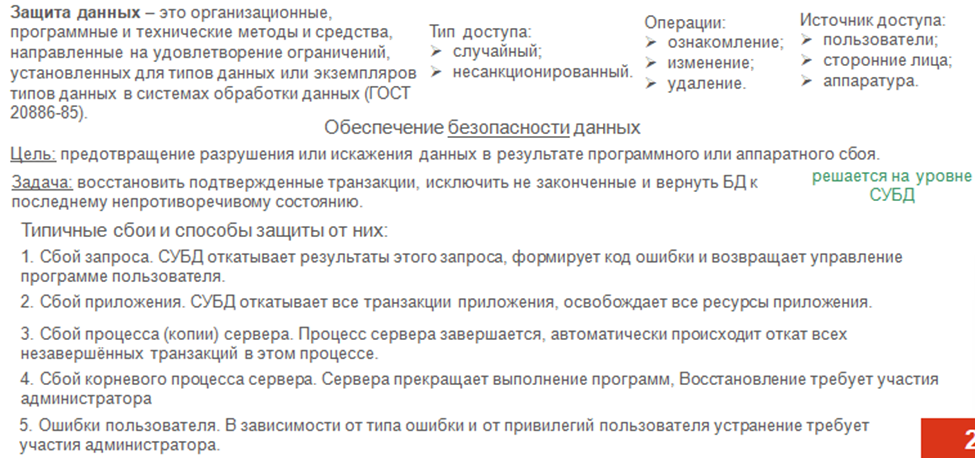 Защита данных – это организационные,
программные и технические методы и средства,
направленные на удовлетворение ограничений,
установленных для типов данных или экземпляров
типов данных в системах обработки данных (ГОСТ
20886-85).
Тип доступа:
➢ случайный;
➢ несанкционированный.
Операции:
➢ ознакомление;
➢ изменение;
➢ удаление.
Источник доступа:
➢ пользователи;
➢ сторонние лица;
➢ аппаратура.
Обеспечение безопасности данных
Цель: предотвращение разрушения или искажения данных в результате программного или аппаратного сбоя.
Задача: восстановить подтвержденные транзакции, исключить не законченные и вернуть БД к
последнему непротиворечивому состоянию.
решается на уровне
СУБД
Типичные сбои и способы защиты от них:
1. Сбой запроса. СУБД откатывает результаты этого запроса, формирует код ошибки и возвращает управление
программе пользователя.
2. Сбой приложения. СУБД откатывает все транзакции приложения, освобождает все ресурсы приложения.
3. Сбой процесса (копии) сервера. Процесс сервера завершается, автоматически происходит откат всех
незавершённых транзакций в этом процессе.
4. Сбой корневого процесса сервера. Сервера прекращает выполнение программ, Восстановление требует участия
администратора
5. Ошибки пользователя. В зависимости от типа ошибки и от привилегий пользователя устранение требует
участия администратора.
2